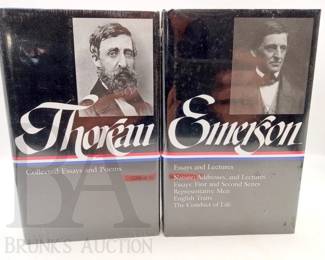 Thoreau
Collected Essays and Poems
Emerson
Essays and Lectures
Nature; Addresses, and Lectures
Essays: First and Second Series
Representative Men
English Traits
The Conduct of Life
BRUNK'S AUCTION